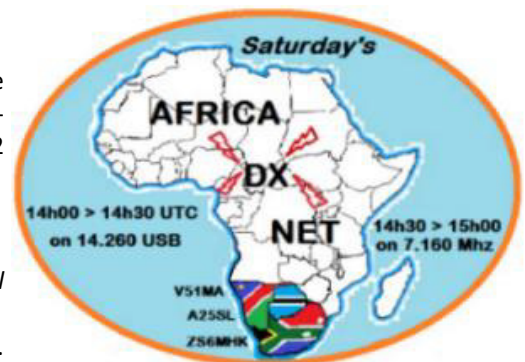 Saturday's
AFRICA
DX
NET
14h00 > 14h30 UTC
on 14.260 USB
14h30 > 15h00
on 7.160 Mhz
V51MA
A25SL
ZS6MHK
e
-
2
.